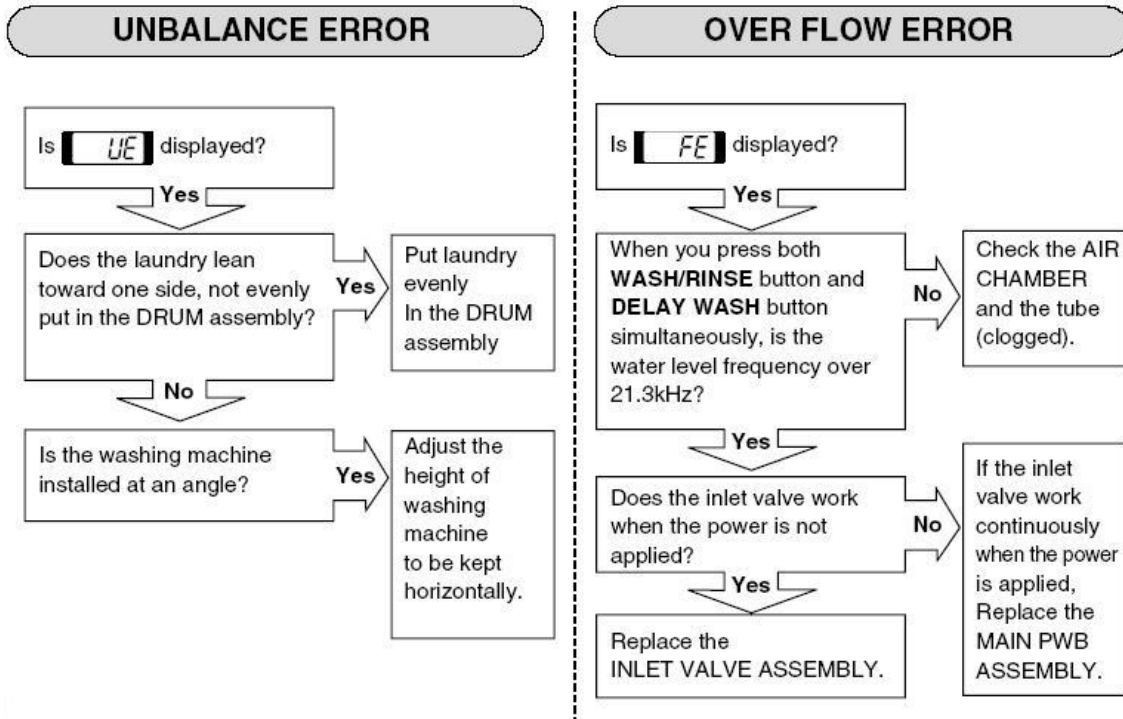 UNBALANCE ERROR
Is UE displayed?
Yes
Does the laundry lean
toward one side, not evenly
put in the DRUM assembly?
Yes
Put laundry
evenly
In the DRUM
assembly
No
Is the washing machine
installed at an angle?
Yes
Adjust the
height of
washing
machine
to be kept
horizontally.
OVER FLOW ERROR
Is FE displayed?
Yes
When you press both
WASH/RINSE button and
DELAY WASH button
simultaneously, is the
water level frequency over
21.3kHz?
No
Check the AIR
CHAMBER
and the tube
(clogged).
Yes
Does the inlet valve work
when the power is not
applied?
No
If the inlet
valve work
continuously
when the power
is applied,
Replace the
MAIN PWB
ASSEMBLY.
Yes
Replace the
INLET VALVE ASSEMBLY.